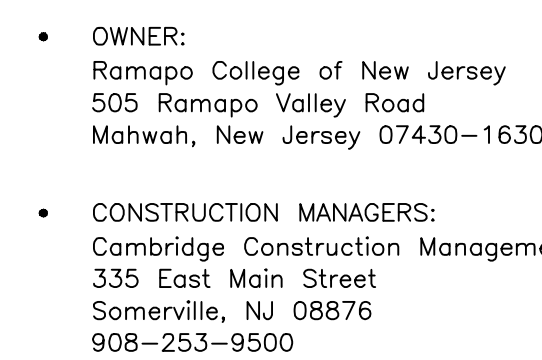 • OWNER:
Ramapo College of New Jersey
505 Ramapo Valley Road
Mahwah, New Jersey 07430-1630
• CONSTRUCTION MANAGERS:
Cambridge Construction Manageme
335 East Main Street
Somerville, NJ 08876
908-253-9500